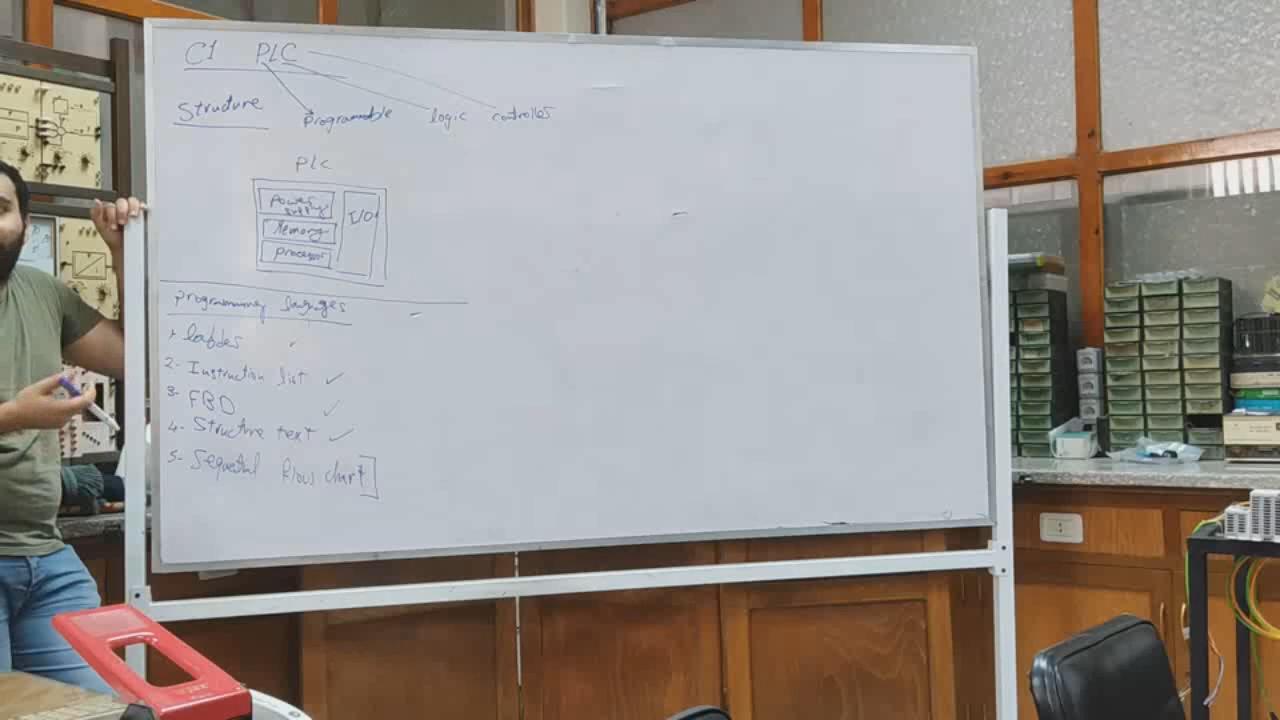 C1 PLC
Structure
programmable logic controller
PLC
Power
I/O
Memory
processor
programming languages
1- ladder
2- Instruction list ✓
3- FBD ✓
4- Structure text ✓
5- Sequential flow chart